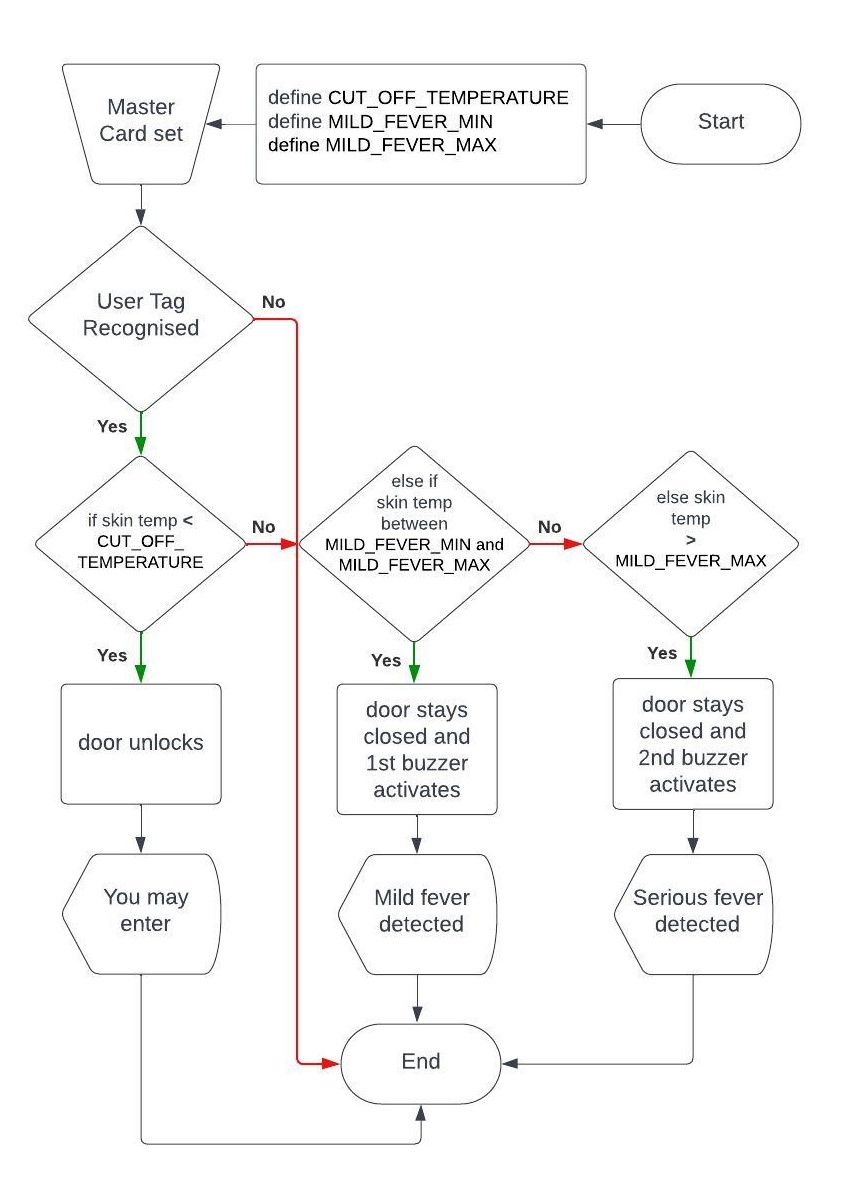 Start
define CUT_OFF_TEMPERATURE
define MILD_FEVER_MIN
define MILD_FEVER_MAX
Master
Card set
User Tag
Recognised
No
Yes
if skin temp <
CUT_OFF_
TEMPERATURE
No
else if
skin temp
between
MILD_FEVER_MIN and
MILD_FEVER_MAX
No
else skin
temp
>
MILD_FEVER_MAX
Yes
door unlocks
Yes
door stays
closed and
1st buzzer
activates
Yes
door stays
closed and
2nd buzzer
activates
You may
enter
Mild fever
detected
Serious fever
detected
End